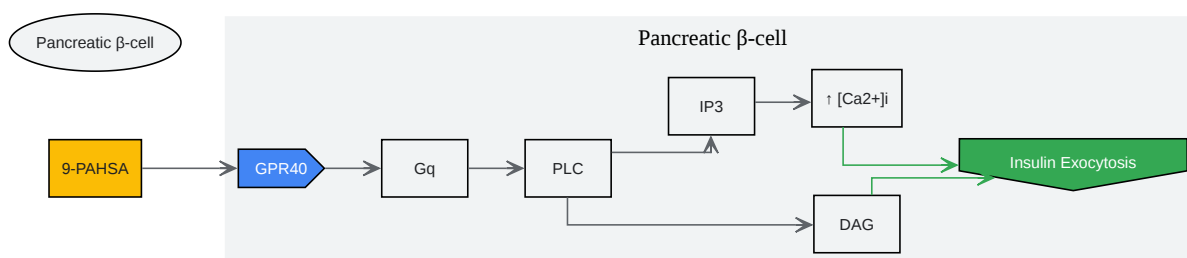 Pancreatic β-cell
Pancreatic β-cell
IP3
↑ [Ca2+]i
9-PAHSA
GPR40
Gq
PLC
Insulin Exocytosis
DAG